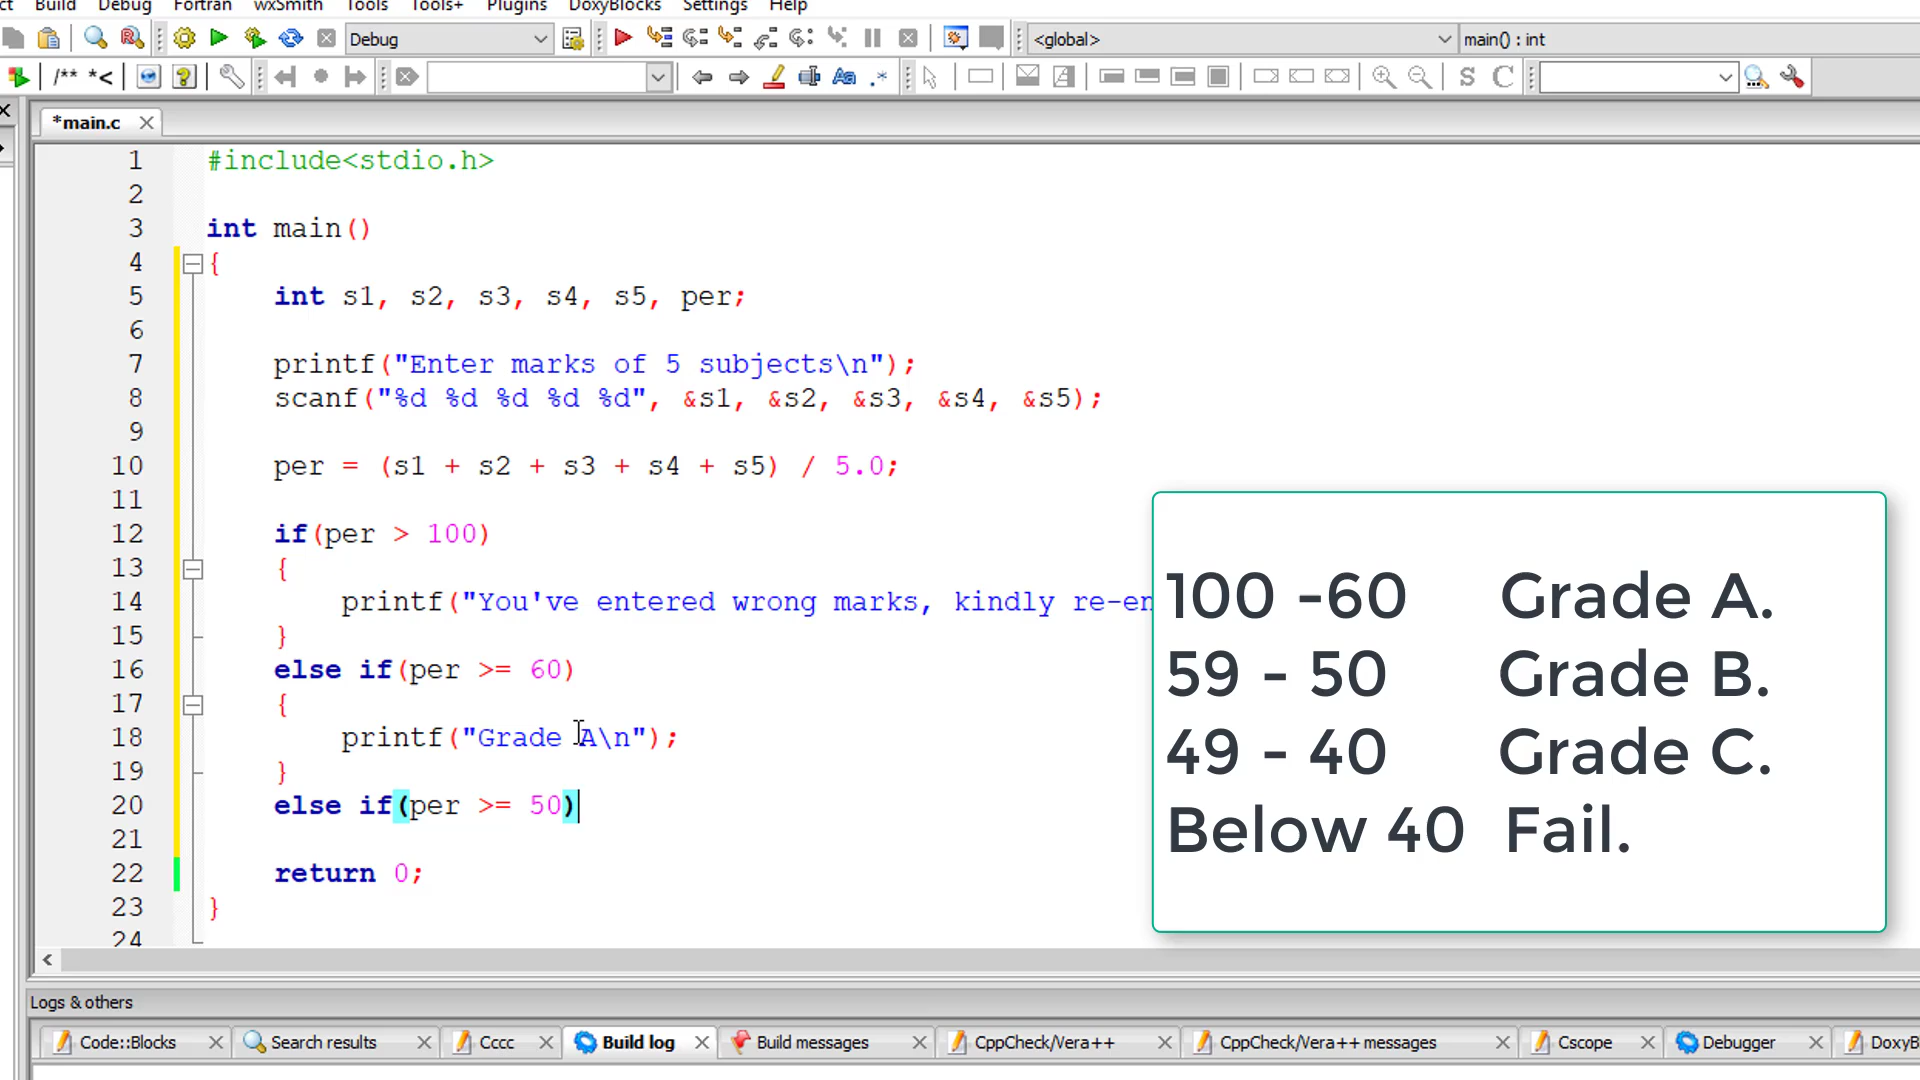 ct Build Debug Fortran wxSmith Tools Tools+ Plugins DoxyBlocks Settings Help
Debug <global> main() : int
/** *< Aa .* S C
*main.c
1 #include<stdio.h>
2
3 int main()
4 {
5 int s1, s2, s3, s4, s5, per;
6
7 printf("Enter marks of 5 subjects\n");
8 scanf("%d %d %d %d %d", &s1, &s2, &s3, &s4, &s5);
9
10 per = (s1 + s2 + s3 + s4 + s5) / 5.0;
11
12 if(per > 100)
13 {
14 printf("You've entered wrong marks, kindly re-en
15 }
16 else if(per >= 60)
17 {
18 printf("Grade A\n");
19 }
20 else if(per >= 50)
21
22 return 0;
23 }
24
100 -60 Grade A.
59 - 50 Grade B.
49 - 40 Grade C.
Below 40 Fail.
Logs & others
Code::Blocks Search results Cccc Build log Build messages CppCheck/Vera++ CppCheck/Vera++ messages Cscope Debugger DoxyB